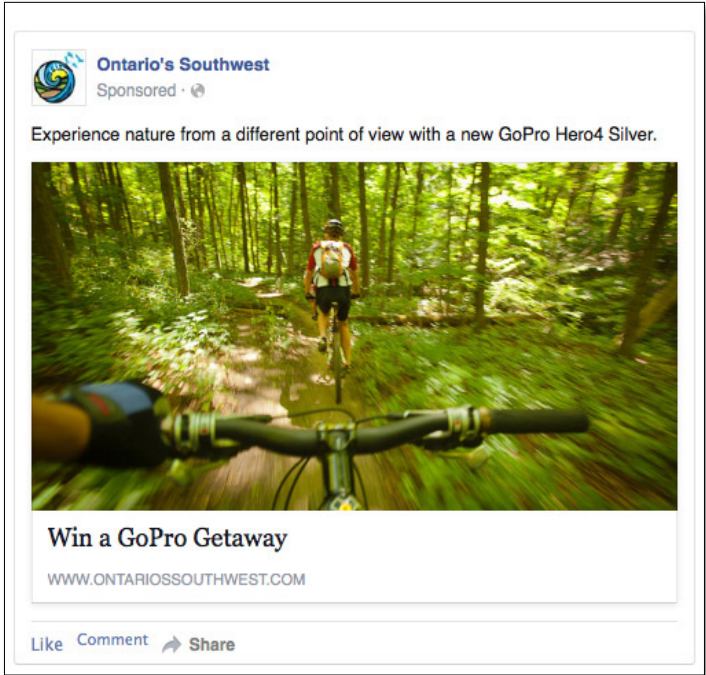 Ontario's Southwest
Sponsored ·
Experience nature from a different point of view with a new GoPro Hero4 Silver.
Win a GoPro Getaway
WWW.ONTARIOSSOUTHWEST.COM
Like Comment Share